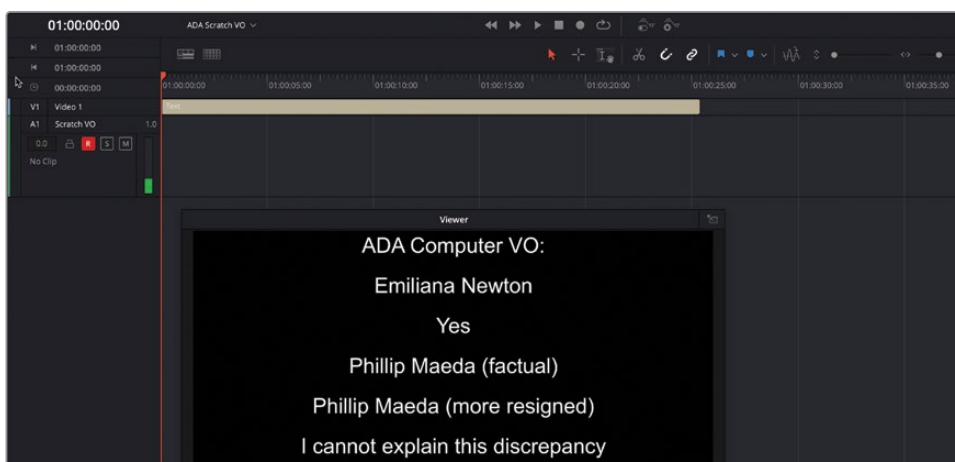 01:00:00:00 ADA Scratch VO
01:00:00:00
01:00:00:00
00:00:00:00
01:00:00:00 01:00:05:00 01:00:10:00 01:00:15:00 01:00:20:00 01:00:25:00 01:00:30:00 01:00:35:00
V1 Video 1
Text
A1 Scratch VO 1.0
0.0 R S M
No Clip
Viewer
ADA Computer VO:
Emiliana Newton
Yes
Phillip Maeda (factual)
Phillip Maeda (more resigned)
I cannot explain this discrepancy